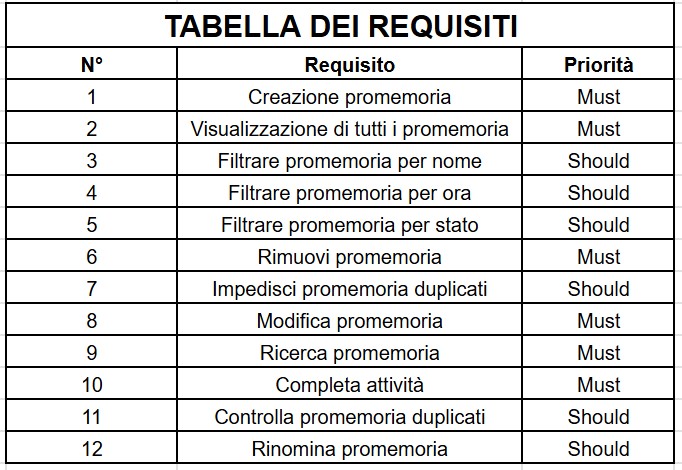 TABELLA DEI REQUISITI
N° Requisito Priorità
1 Creazione promemoria Must
2 Visualizzazione di tutti i promemoria Must
3 Filtrare promemoria per nome Should
4 Filtrare promemoria per ora Should
5 Filtrare promemoria per stato Should
6 Rimuovi promemoria Must
7 Impedisci promemoria duplicati Should
8 Modifica promemoria Must
9 Ricerca promemoria Must
10 Completa attività Must
11 Controlla promemoria duplicati Should
12 Rinomina promemoria Should